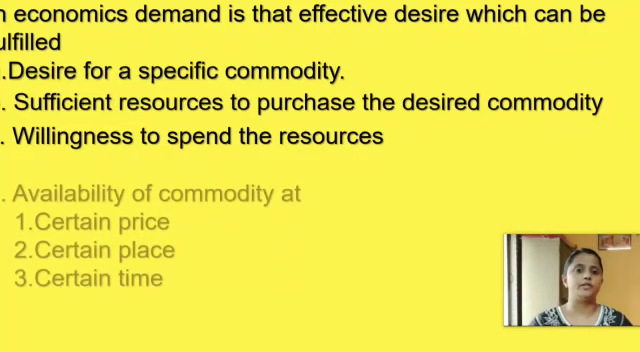 economics demand is that effective desire which can be
ulfilled
.Desire for a specific commodity.
. Sufficient resources to purchase the desired commodity
. Willingness to spend the resources
. Availability of commodity at
1.Certain price
2.Certain place
3.Certain time